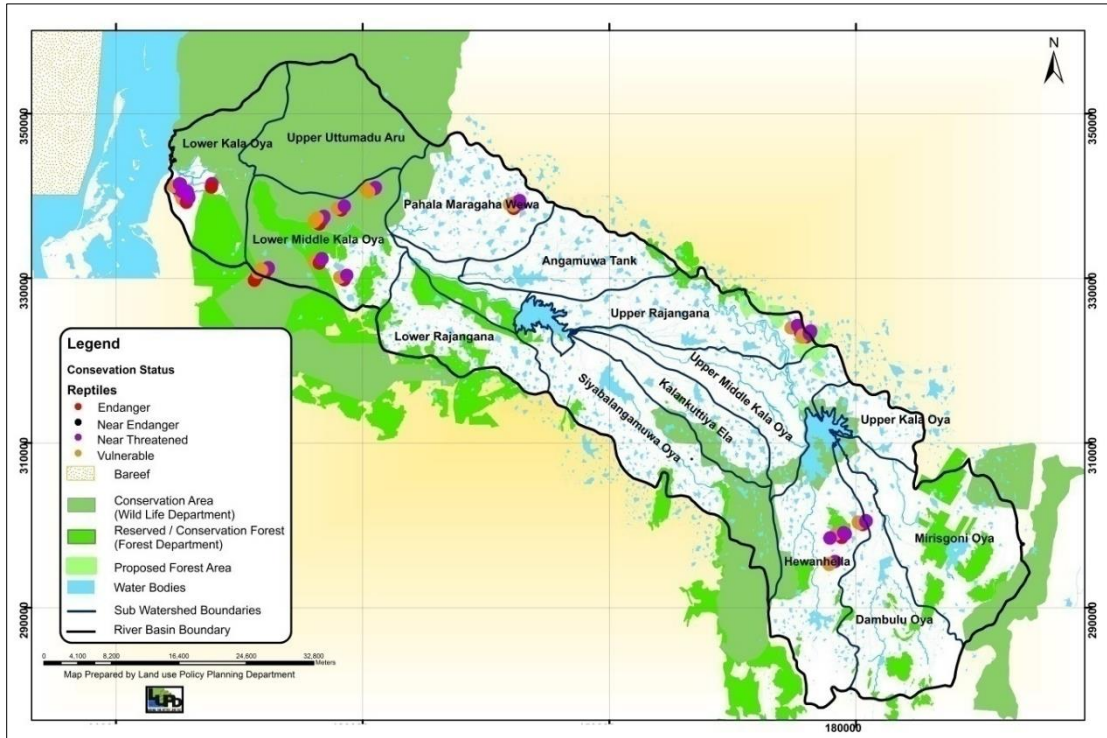 N
350000
350000
Lower Kala Oya
Upper Uttumadu Aru
Pahala Maragaha Wewa
Lower Middle Kala Oya
Angamuwa Tank
330000
330000
Upper Rajangana
Lower Rajangana
Upper Middle Kala Oya
Kalankuttiya Ela
Siyabalangamuwa Oya
Upper Kala Oya
310000
310000
Mirisgoni Oya
Hewanhella
Dambulu Oya
290000
290000
Legend
Consevation Status
Reptiles
Endanger
Near Endanger
Near Threatened
Vulnerable
Bareef
Conservation Area
(Wild Life Department)
Reserved / Conservation Forest
(Forest Department)
Proposed Forest Area
Water Bodies
Sub Watershed Boundaries
River Basin Boundary
0 4,100 8,200 16,400 24,600 32,800
Meters
Map Prepared by Land use Policy Planning Department
LUPPD
180000